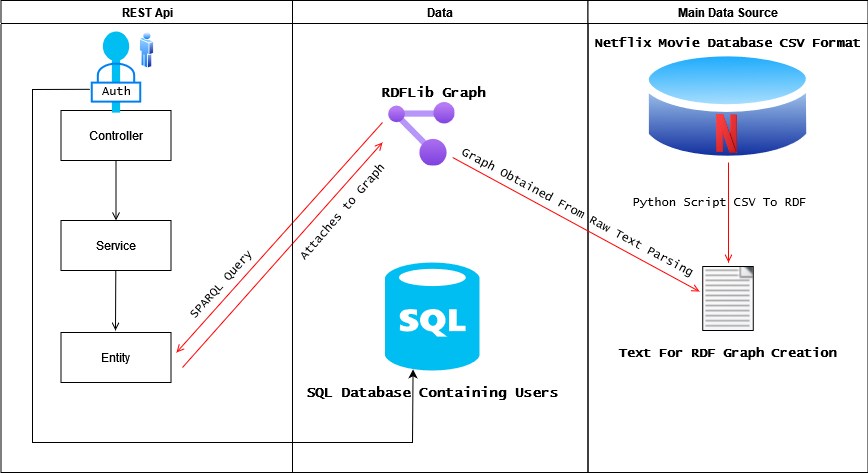 REST Api
Data
Main Data Source
Auth
Controller
Service
Entity
SPARQL Query
Attaches to Graph
RDFLib Graph
Graph Obtained From Raw Text Parsing
SQL
SQL Database Containing Users
Netflix Movie Database CSV Format
N
Python Script CSV To RDF
Text For RDF Graph Creation